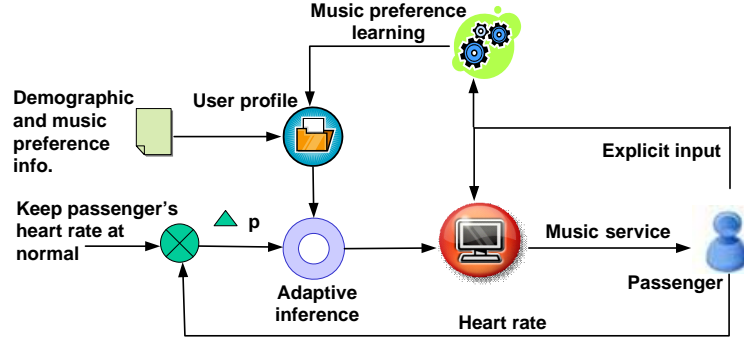 Music preference
learning
Demographic
and music
preference
info.
User profile
Explicit input
Keep passenger's
heart rate at
normal
p
Music service
Adaptive
inference
Passenger
Heart rate